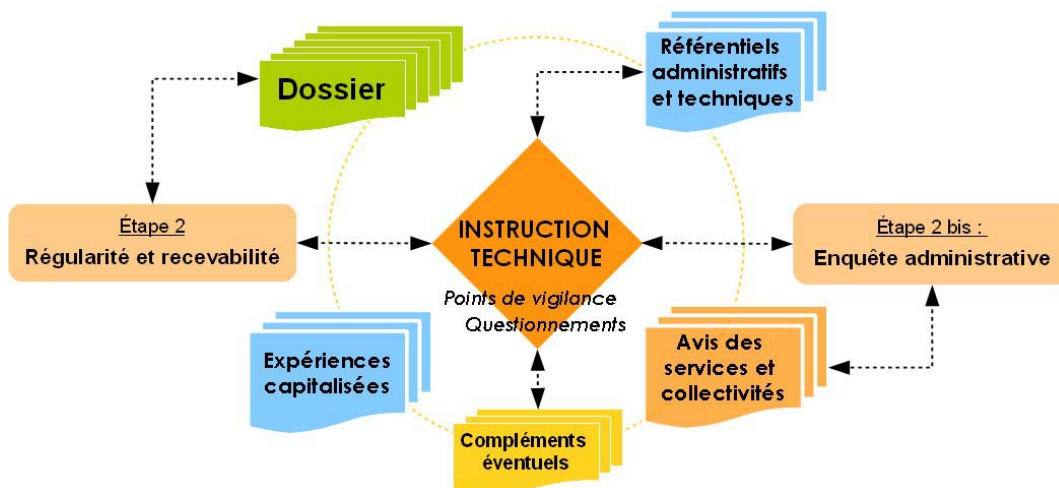 Dossier
Référentiels
administratifs
et techniques
Étape 2
Régularité et recevabilité
INSTRUCTION
TECHNIQUE
Points de vigilance
Questionnements
Étape 2 bis :
Enquête administrative
Expériences
capitalisées
Avis des
services et
collectivités
Compléments
éventuels